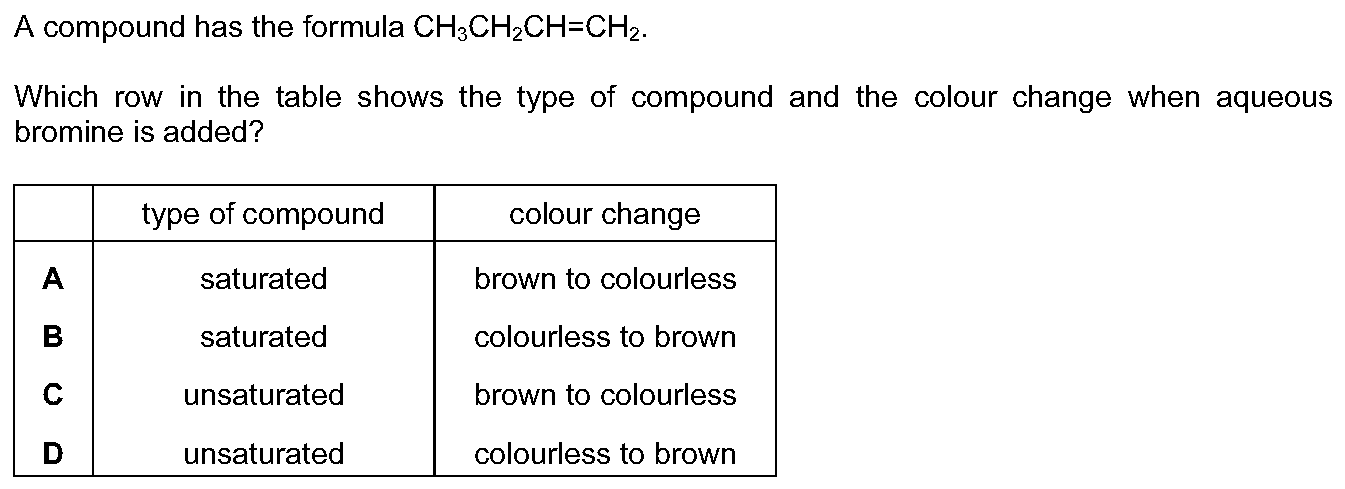 A compound has the formula CH₃CH₂CH=CH₂.
Which row in the table shows the type of compound and the colour change when aqueous
bromine is added?
type of compound colour change
A saturated brown to colourless
B saturated colourless to brown
C unsaturated brown to colourless
D unsaturated colourless to brown